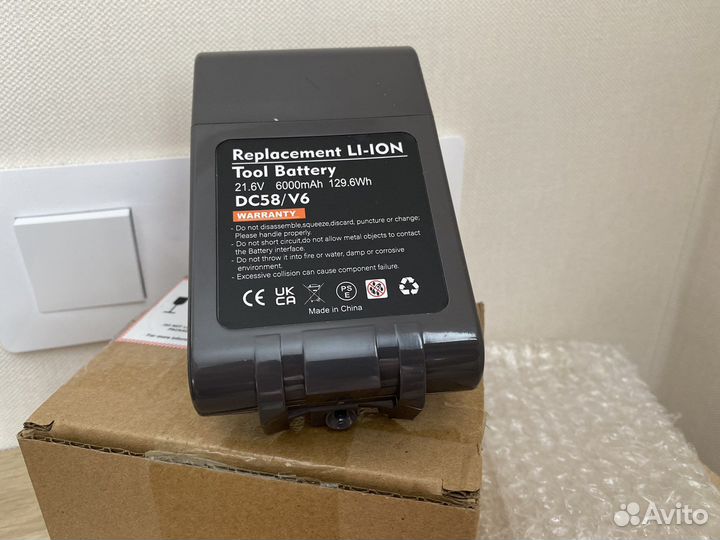 Replacement LI-ION
Tool Battery
21.6V 6000mAh 129.6Wh
DC58/V6
WARRANTY
- Do not disassemble,squeeze,discard, puncture or change;
Please handle properly.
- Do not short circuit,do not allow metal objects to contact
the Battery interface.
- Do not throw it into fire or water, damp or corrosive
environment.
- Excessive collision can cause component failure.
CE UK CA PS E
Made in China
Avito